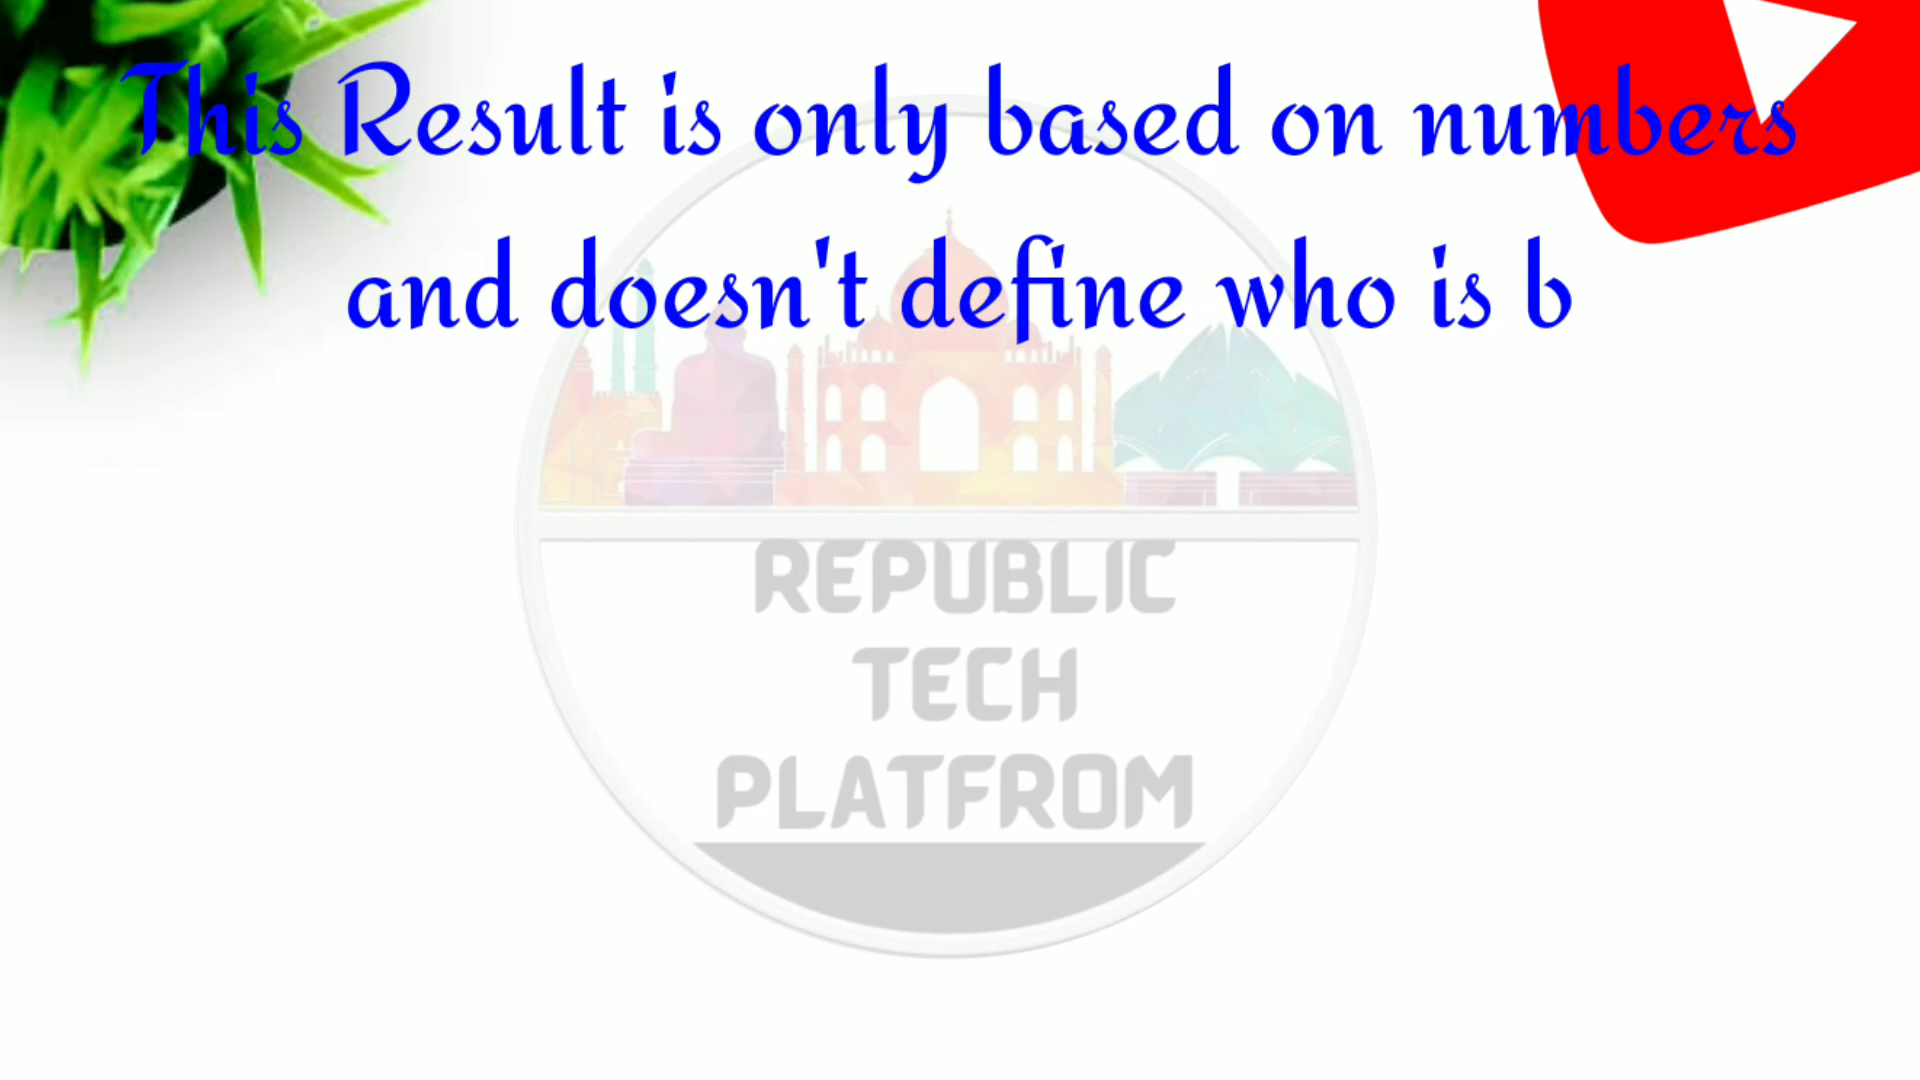 This Result is only based on numbers
and doesn't define who is b
REPUBLIC
TECH
PLATFROM